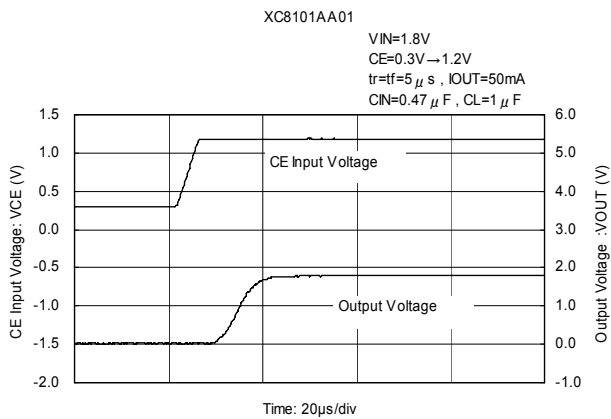 XC8101AA01
VIN=1.8V
CE=0.3V→1.2V
tr=tf=5μs , IOUT=50mA
CIN=0.47μF , CL=1μF
1.5
1.0
0.5
0.0
-0.5
-1.0
-1.5
-2.0
CE Input Voltage: VCE (V)
CE Input Voltage
Output Voltage
6.0
5.0
4.0
3.0
2.0
1.0
0.0
-1.0
Output Voltage :VOUT (V)
Time: 20μs/div